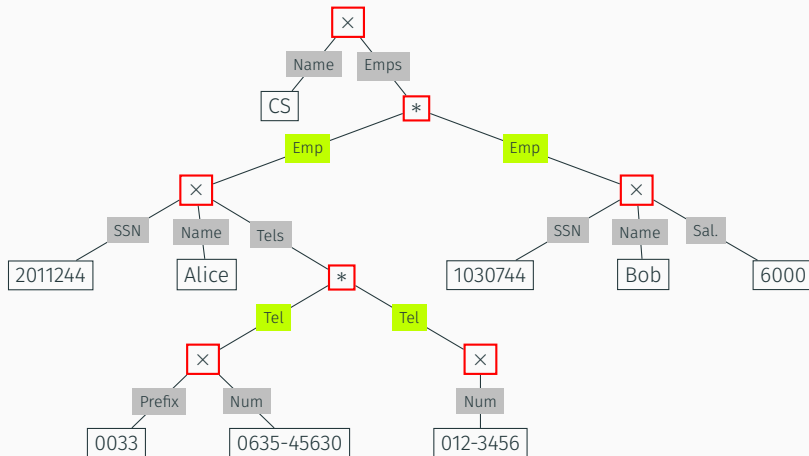 ×
Name Emps
CS
*
Emp Emp
× ×
SSN Name Tels SSN Name Sal.
2011244 Alice 1030744 Bob 6000
*
Tel Tel
× ×
Prefix Num Num
0033 0635-45630 012-3456